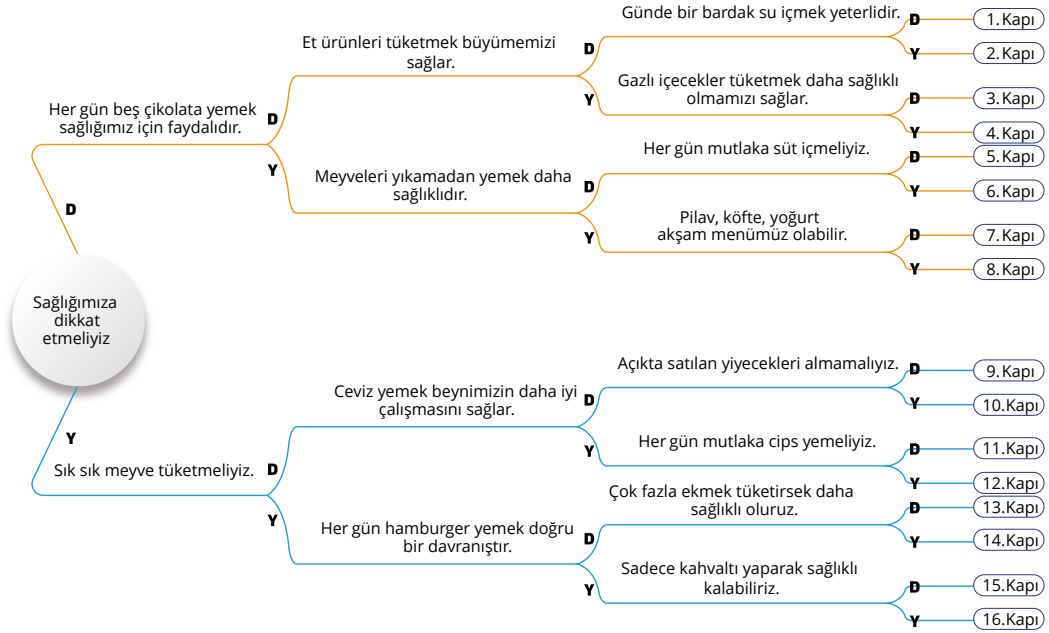 Sağlığımıza
dikkat
etmeliyiz
D
Her gün beş çikolata yemek
sağlığımız için faydalıdır.
D
Et ürünleri tüketmek büyümemizi
sağlar.
D
Günde bir bardak su içmek yeterlidir.
D
1.Kapı
Y
2.Kapı
Y
Gazlı içecekler tüketmek daha sağlıklı
olmamızı sağlar.
D
3.Kapı
Y
4.Kapı
Y
Meyveleri yıkamadan yemek daha
sağlıklıdır.
D
Her gün mutlaka süt içmeliyiz.
D
5.Kapı
Y
6.Kapı
Y
Pilav, köfte, yoğurt
akşam menümüz olabilir.
D
7.Kapı
Y
8.Kapı
Y
Sık sık meyve tüketmeliyiz.
D
Ceviz yemek beynimizin daha iyi
çalışmasını sağlar.
D
Açıkta satılan yiyecekleri almamalıyız.
D
9.Kapı
Y
10.Kapı
Y
Her gün mutlaka cips yemeliyiz.
D
11.Kapı
Y
12.Kapı
Y
Her gün hamburger yemek doğru
bir davranıştır.
D
Çok fazla ekmek tüketirsek daha
sağlıklı oluruz.
D
13.Kapı
Y
14.Kapı
Y
Sadece kahvaltı yaparak sağlıklı
kalabiliriz.
D
15.Kapı
Y
16.Kapı